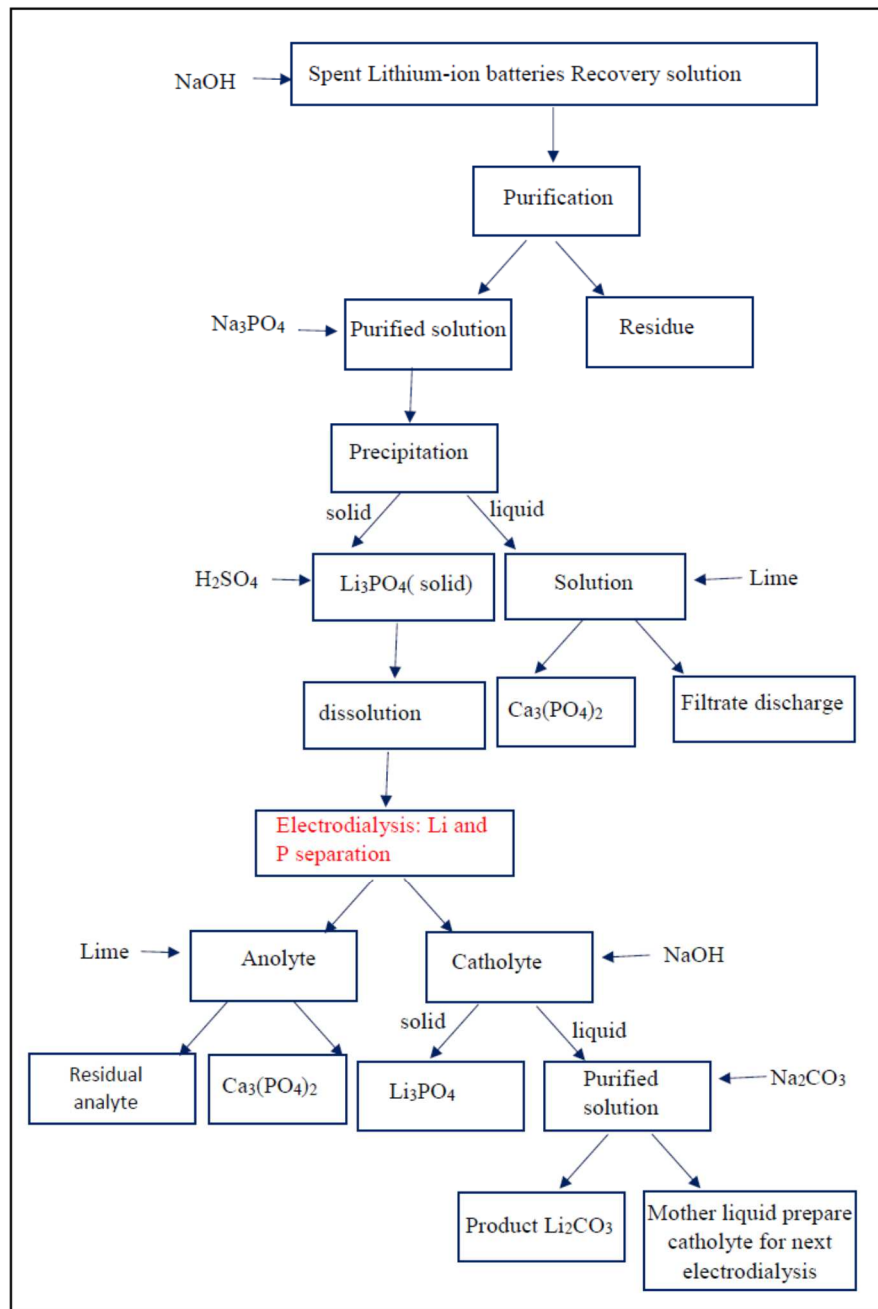 NaOH
Spent Lithium-ion batteries Recovery solution
Purification
Na₃PO₄
Purified solution
Residue
Precipitation
solid
liquid
H₂SO₄
Li₃PO₄( solid)
Solution
Lime
dissolution
Ca₃(PO₄)₂
Filtrate discharge
Electrodialysis: Li and
P separation
Lime
Anolyte
Catholyte
NaOH
solid
liquid
Residual
analyte
Ca₃(PO₄)₂
Li₃PO₄
Purified
solution
Na₂CO₃
Product Li₂CO₃
Mother liquid prepare
catholyte for next
electrodialysis